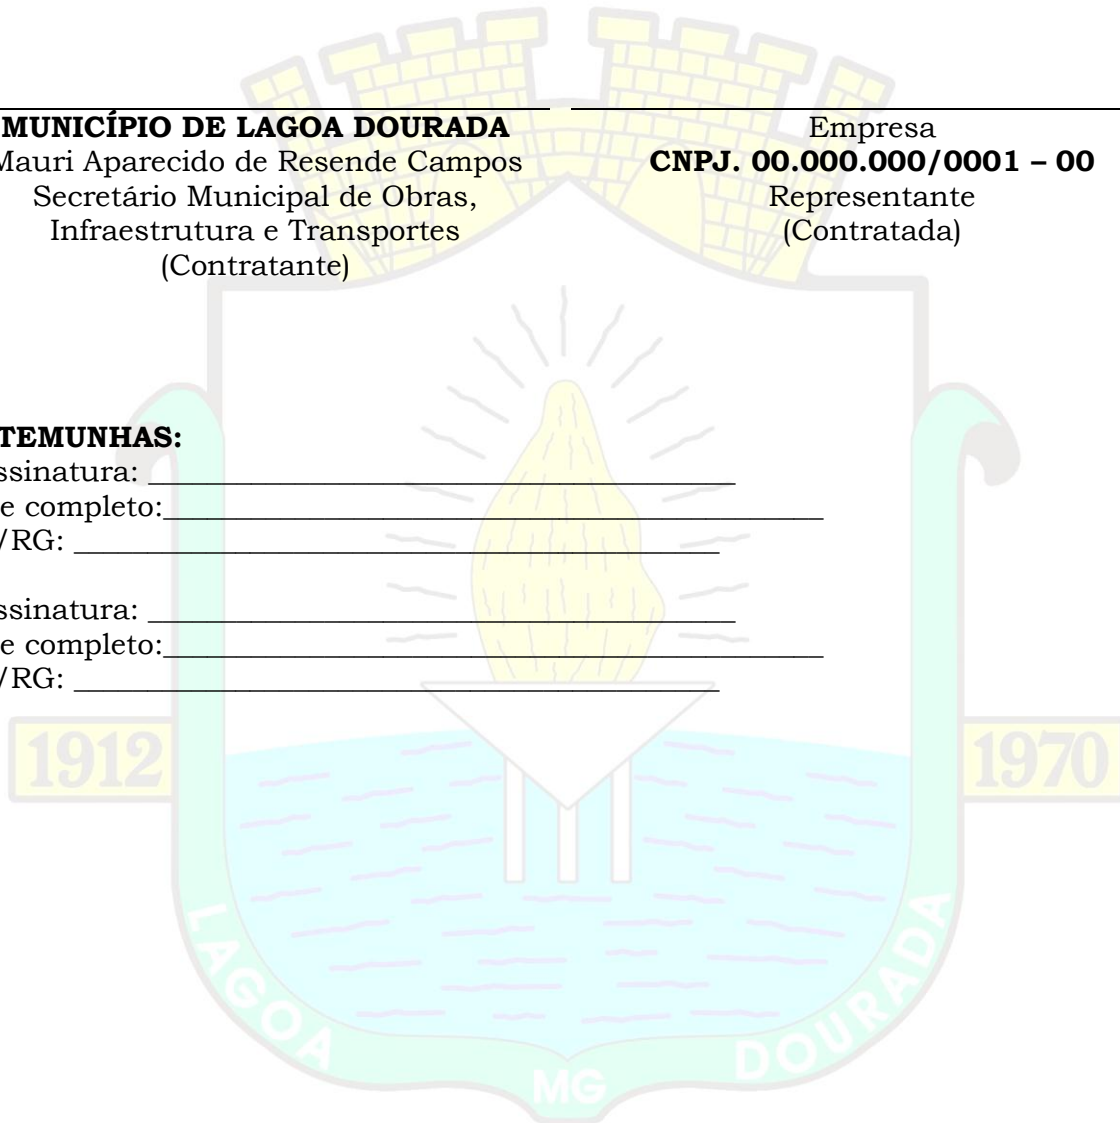 MUNICÍPIO DE LAGOA DOURADA
Mauri Aparecido de Resende Campos
Secretário Municipal de Obras,
Infraestrutura e Transportes
(Contratante)
Empresa
CNPJ. 00.000.000/0001 – 00
Representante
(Contratada)
TEMUNHAS:
ssinatura: ________________________________________
e completo:_____________________________________________
/RG: ____________________________________________
ssinatura: ________________________________________
e completo:_____________________________________________
/RG: ____________________________________________
1912
1970
LAGOA
MG
DOURADA